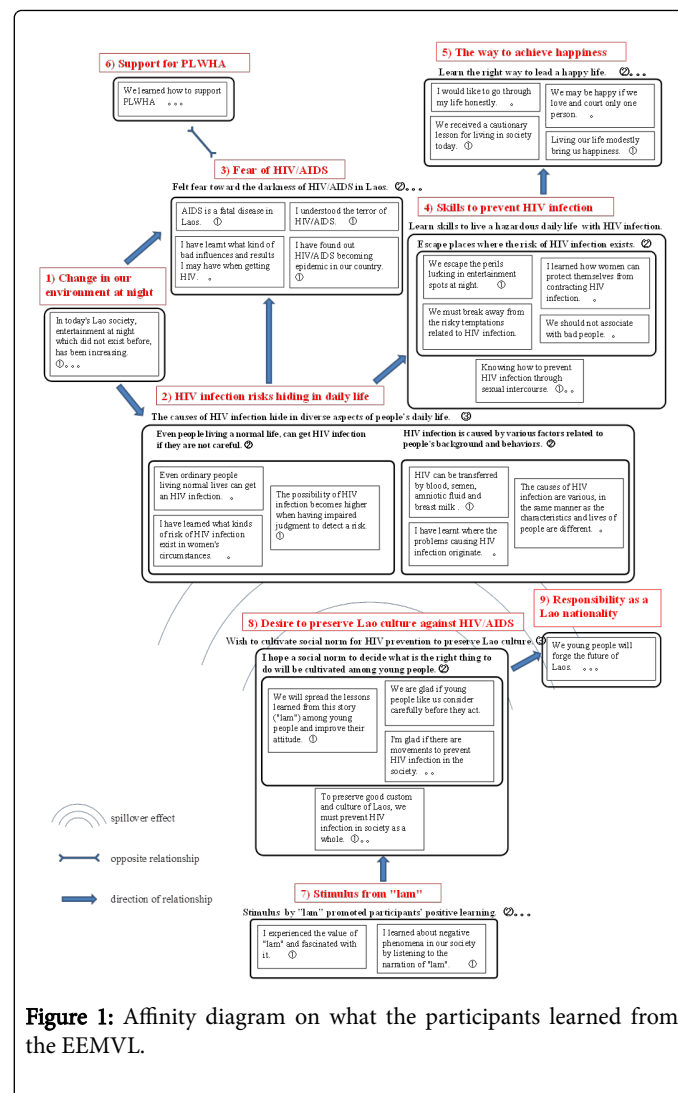 6) Support for PLWHA
We learned how to support
PLWHA 。。。
5) The way to achieve happiness
Learn the right way to lead a happy life. ②。。。
I would like to go through
my life honestly. 。
We may be happy if we
love and court only one
person. 。
We received a cautionary
lesson for living in society
today. ①
Living our life modestly
bring us happiness. ①
3) Fear of HIV/AIDS
Felt fear toward the darkness of HIV/AIDS in Laos. ②。。。
AIDS is a fatal disease in
Laos. ①
I understood the terror of
HIV/AIDS. ①
I have learnt what kind of
bad influences and results
I may have when getting
HIV. 。
I have found out
HIV/AIDS becoming
epidemic in our country.
①
4) Skills to prevent HIV infection
Learn skills to live a hazardous daily life with HIV infection.
Escape places where the risk of HIV infection exists. ②
We escape the perils
lurking in entertainment
spots at night. ①
I learned how women can
protect themselves from
contracting HIV
infection. 。
We must break away from
the risky temptations
related to HIV infection.
We should not associate
with bad people. 。
Knowing how to prevent
HIV infection through
sexual intercourse. ①。。
1) Change in our
environment at night
In today's Lao society,
entertainment at night
which did not exist before,
has been increasing.
①。。。
2) HIV infection risks hiding in daily life
The causes of HIV infection hide in diverse aspects of people's daily life. ③
Even people living a normal life, can get HIV infection
if they are not careful. ②
Even ordinary people
living normal lives can get
an HIV infection. 。
The possibility of HIV
infection becomes higher
when having impaired
judgment to detect a risk.
①
I have learned what kinds
of risk of HIV infection
exist in women's
circumstances. 。
HIV infection is caused by various factors related to
people's background and behaviors. ②
HIV can be transferred
by blood, semen,
amniotic fluid and
breast milk . ①
The causes of HIV
infection are various, in
the same manner as the
characteristics and lives of
people are different. 。
I have learnt where the
problems causing HIV
infection originate. 。
8) Desire to preserve Lao culture against HIV/AIDS
Wish to cultivate social norm for HIV prevention to preserve Lao culture. ③
I hope a social norm to decide what is the right thing to
do will be cultivated among young people. ②
We will spread the lessons
learned from this story
("lam") among young
people and improve their
attitude. ①
We are glad if young
people like us consider
carefully before they act.
I'm glad if there are
movements to prevent
HIV infection in the
society. 。。
To preserve good custom
and culture of Laos, we
must prevent HIV
infection in society as a
whole. ①。。
9) Responsibility as a
Lao nationality
We young people will
forge the future of
Laos. 。。。
7) Stimulus from "lam"
Stimulus by "lam" promoted participants' positive learning. ②。。。
I experienced the value of
"lam" and fascinated with
it. ①
I learned about negative
phenomena in our society
by listening to the
narration of "lam". ①
spillover effect
opposite relationship
direction of relationship
Figure 1: Affinity diagram on what the participants learned from
the EEMVL.